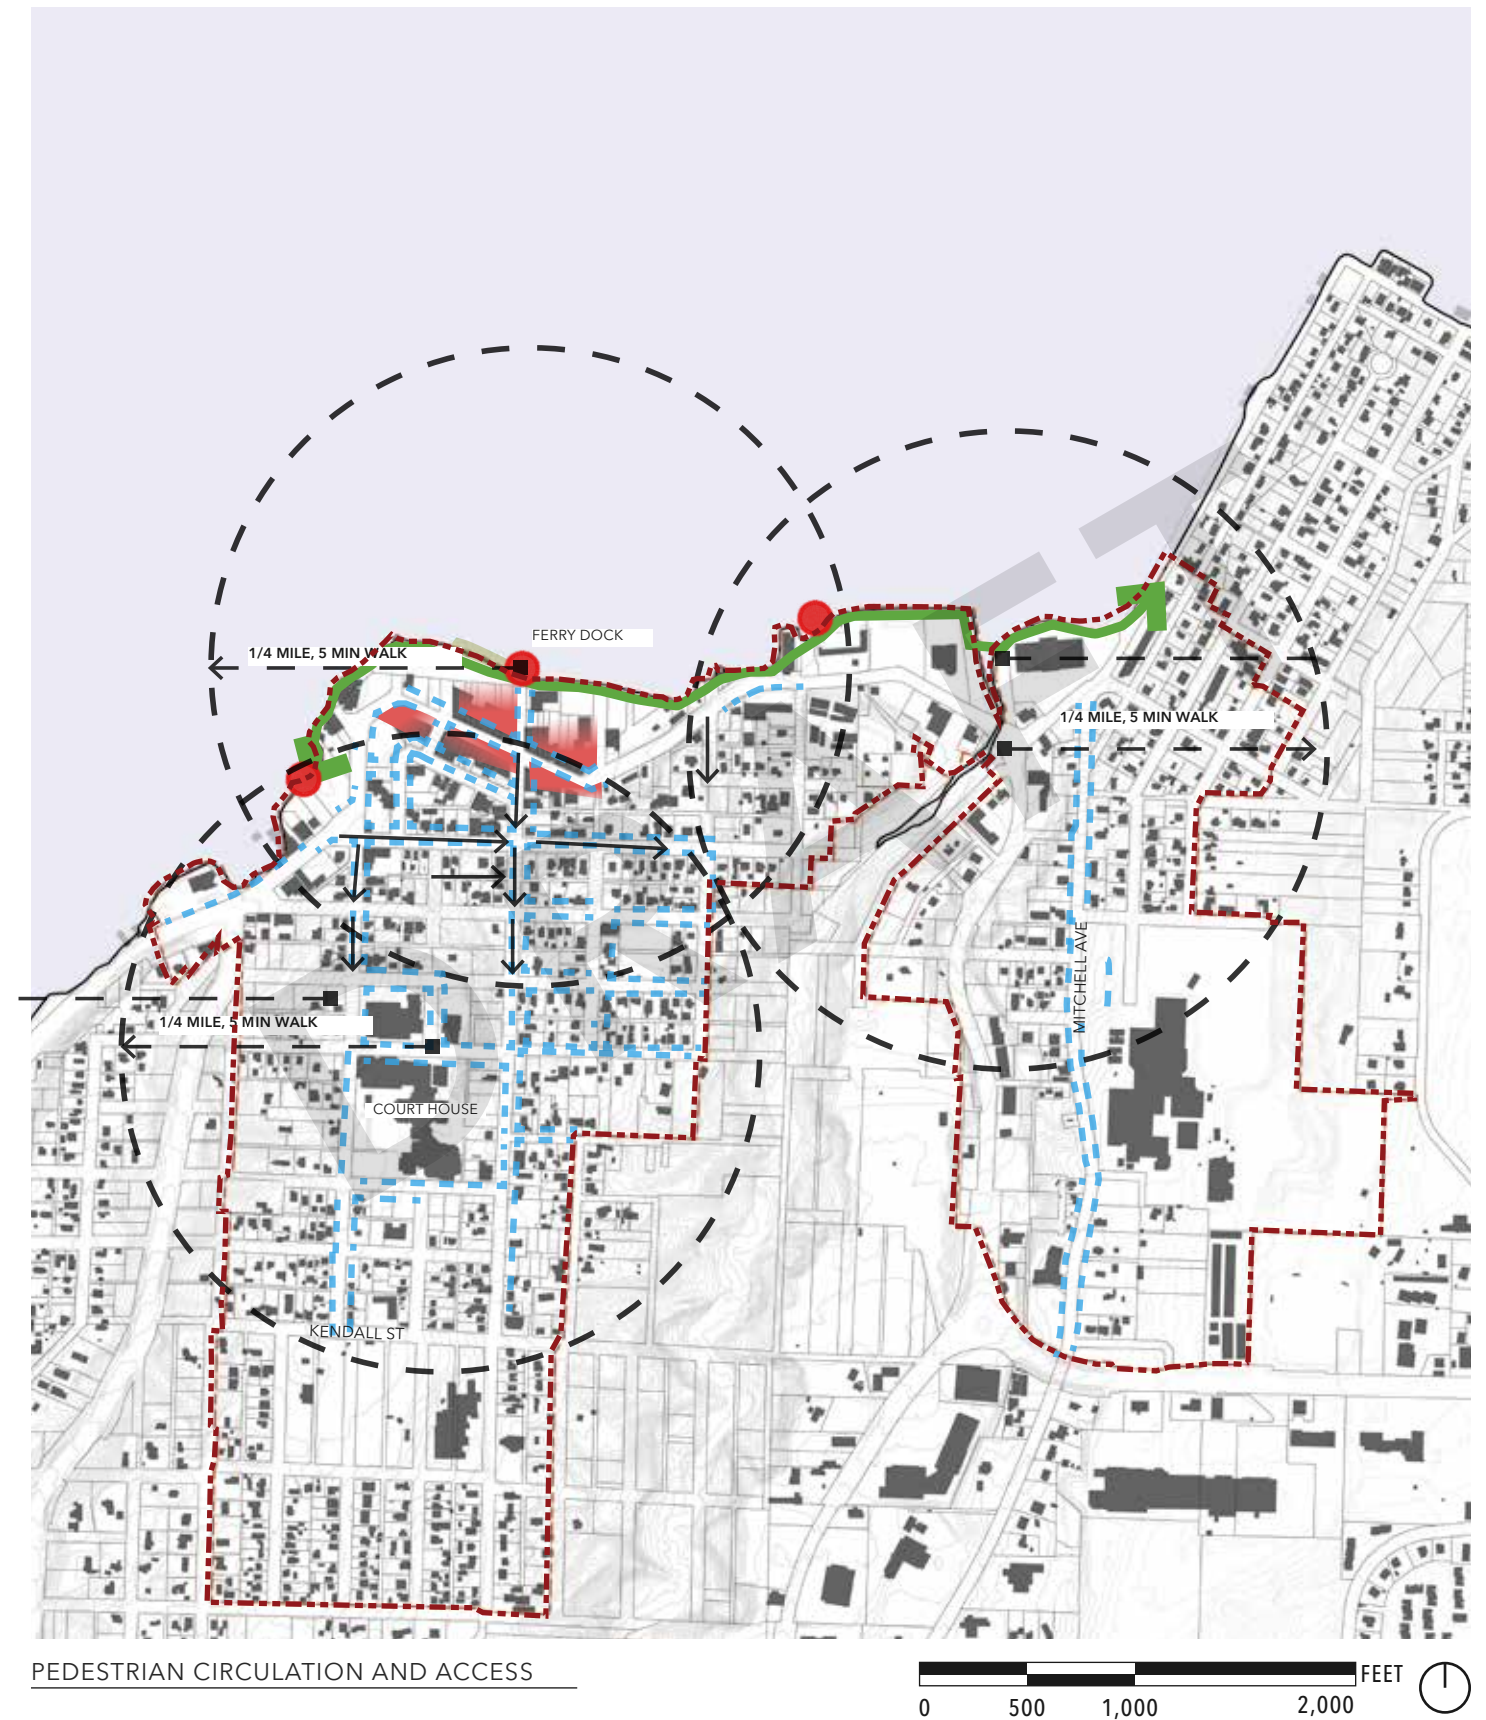 FERRY DOCK
1/4 MILE, 5 MIN WALK
1/4 MILE, 5 MIN WALK
MITCHELL AVE
1/4 MILE, 5 MIN WALK
COURT HOUSE
KENDALL ST
PEDESTRIAN CIRCULATION AND ACCESS
FEET
0 500 1,000 2,000